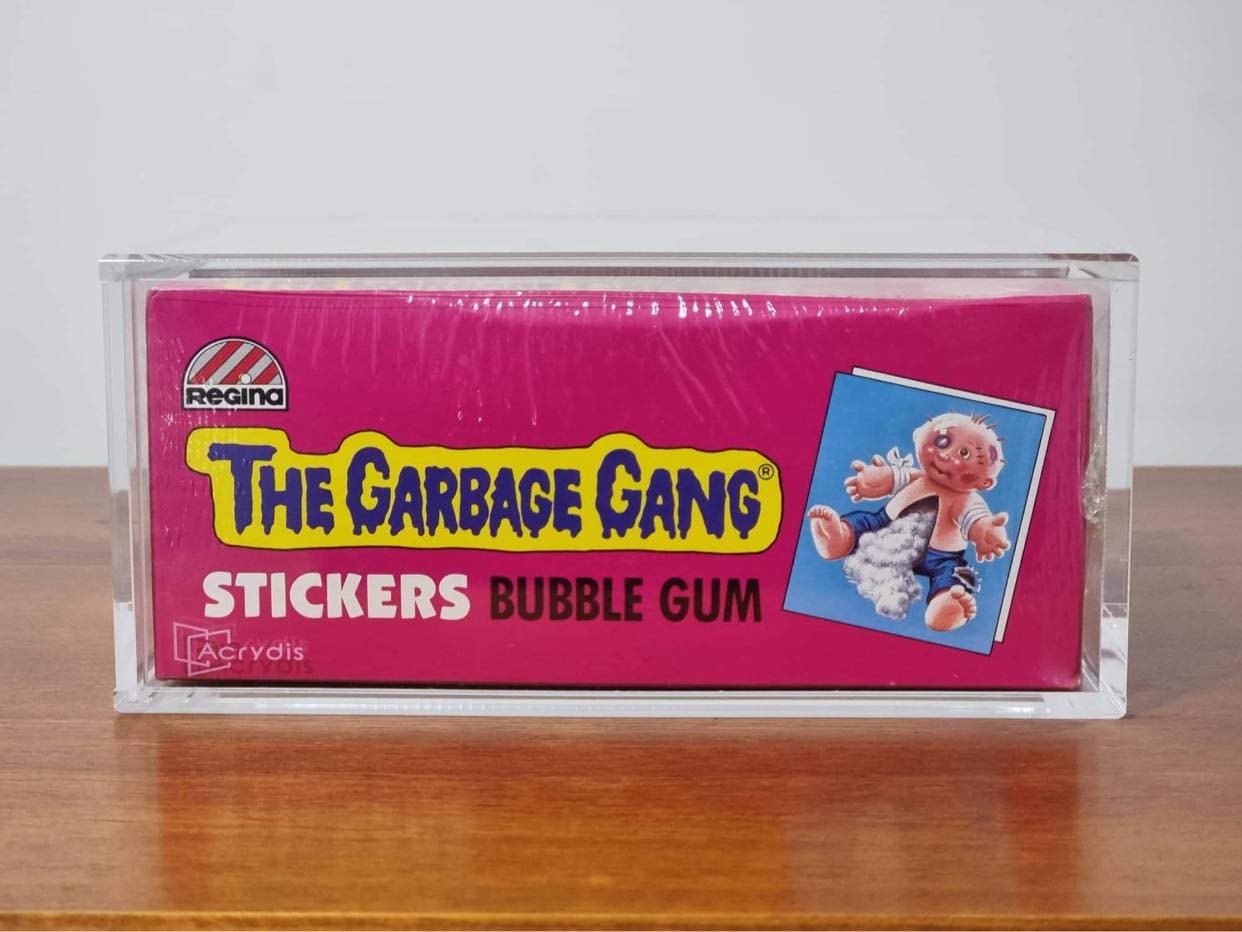 REGINA
THE GARBAGE GANG®
STICKERS BUBBLE GUM
Acrydis